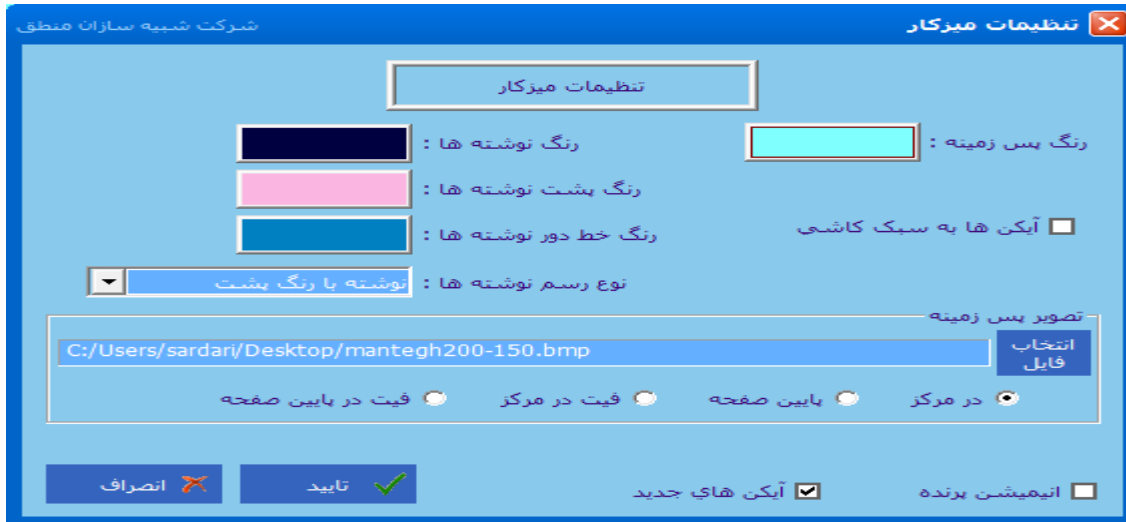 تنظیمات میزکار
شرکت شبیه سازان منطق
تنظیمات میزکار
رنگ پس زمینه :
رنگ نوشته ها :
رنگ پشت نوشته ها :
آیکن ها به سبک کاشی
رنگ خط دور نوشته ها :
نوع رسم نوشته ها :
نوشته با رنگ پشت
تصویر پس زمینه
انتخاب
فایل
C:/Users/sardari/Desktop/mantegh200-150.bmp
در مرکز
پایین صفحه
فیت در مرکز
فیت در پایین صفحه
انیمیشن پرنده
آیکن هاي جدید
تایید
انصراف